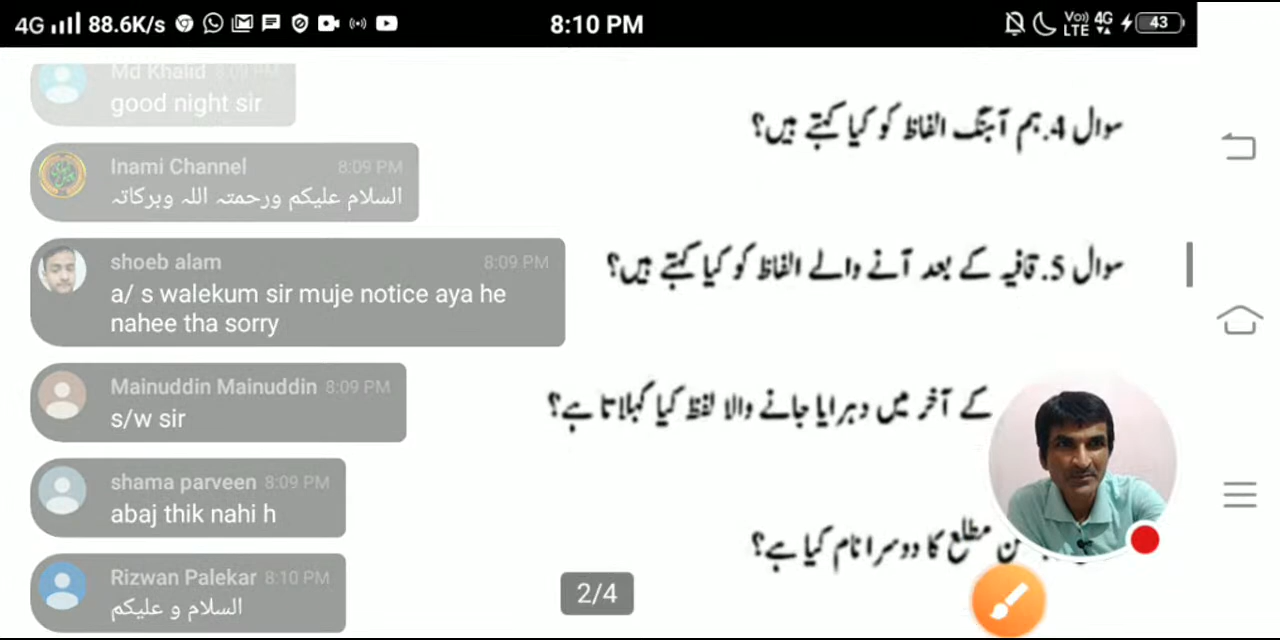 4G 88.6K/s 8:10 PM Vo) LTE 4G 43
Md Khalid 8:09 PM
good night sir
Inami Channel 8:09 PM
السلام علیکم ورحمتہ اللہ وبرکاتہ
shoeb alam 8:09 PM
a/ s walekum sir muje notice aya he
nahee tha sorry
Mainuddin Mainuddin 8:09 PM
s/w sir
shama parveen 8:09 PM
abaj thik nahi h
Rizwan Palekar 8:10 PM
السلام و علیکم
سوال 4. ہم آہنگ الفاظ کو کیا کہتے ہیں؟
سوال 5. قافیہ کے بعد آنے والے الفاظ کو کیا کہتے ہیں؟
کے آخر میں دہرایا جانے والا لفظ کیا کہلاتا ہے؟
مطلع کا دوسرا نام کیا ہے؟
2/4